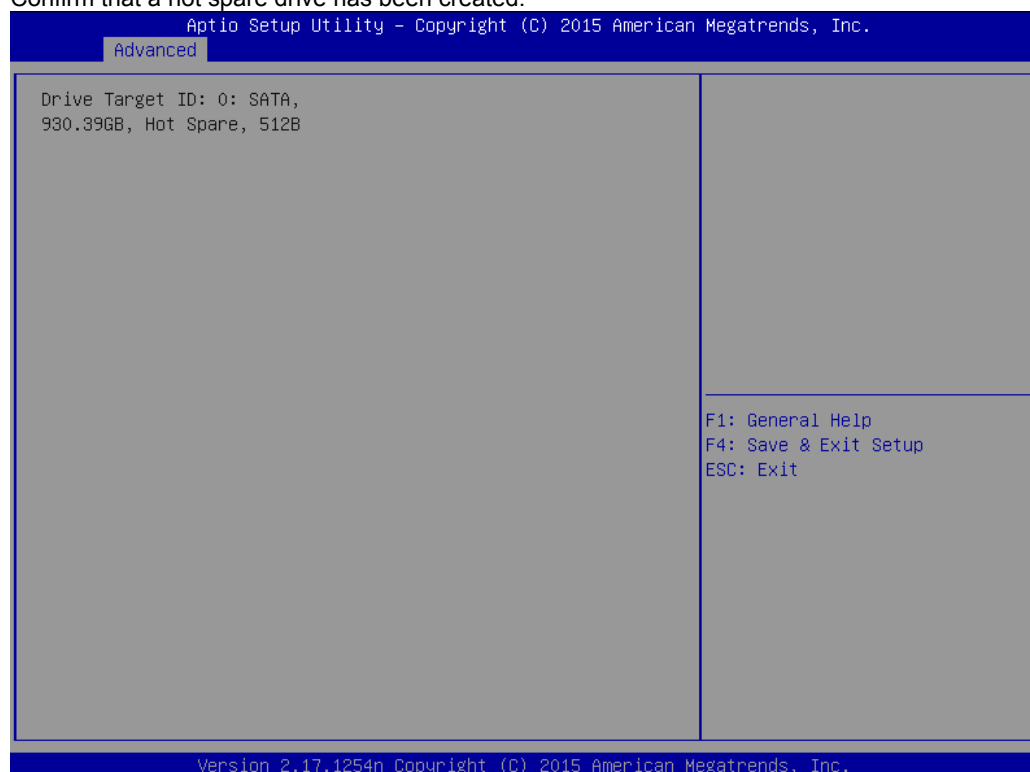 Confirm that a hot spare drive has been created.
Aptio Setup Utility – Copyright (C) 2015 American Megatrends, Inc.
Advanced
Drive Target ID: 0: SATA,
930.39GB, Hot Spare, 512B
F1: General Help
F4: Save & Exit Setup
ESC: Exit
Version 2.17.1254n Copyright (C) 2015 American Megatrends, Inc.